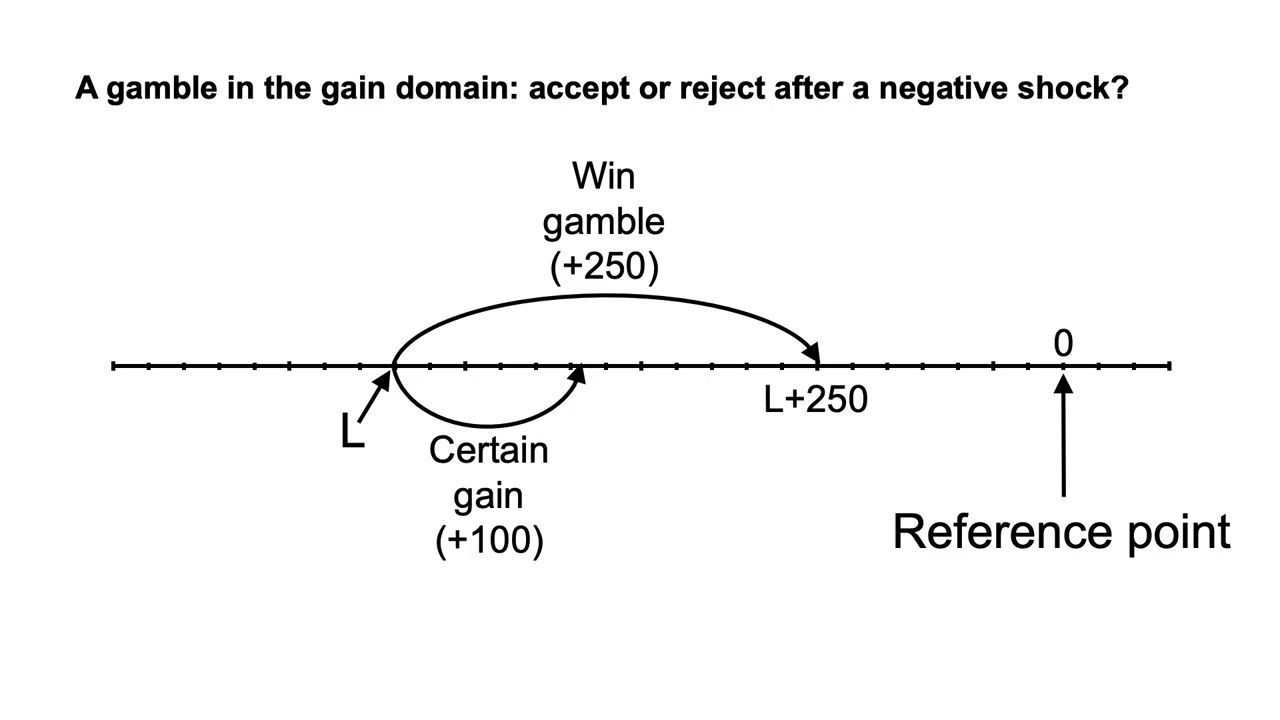 A gamble in the gain domain: accept or reject after a negative shock?
Win
gamble
(+250)
0
L+250
L
Certain
gain
(+100)
Reference point